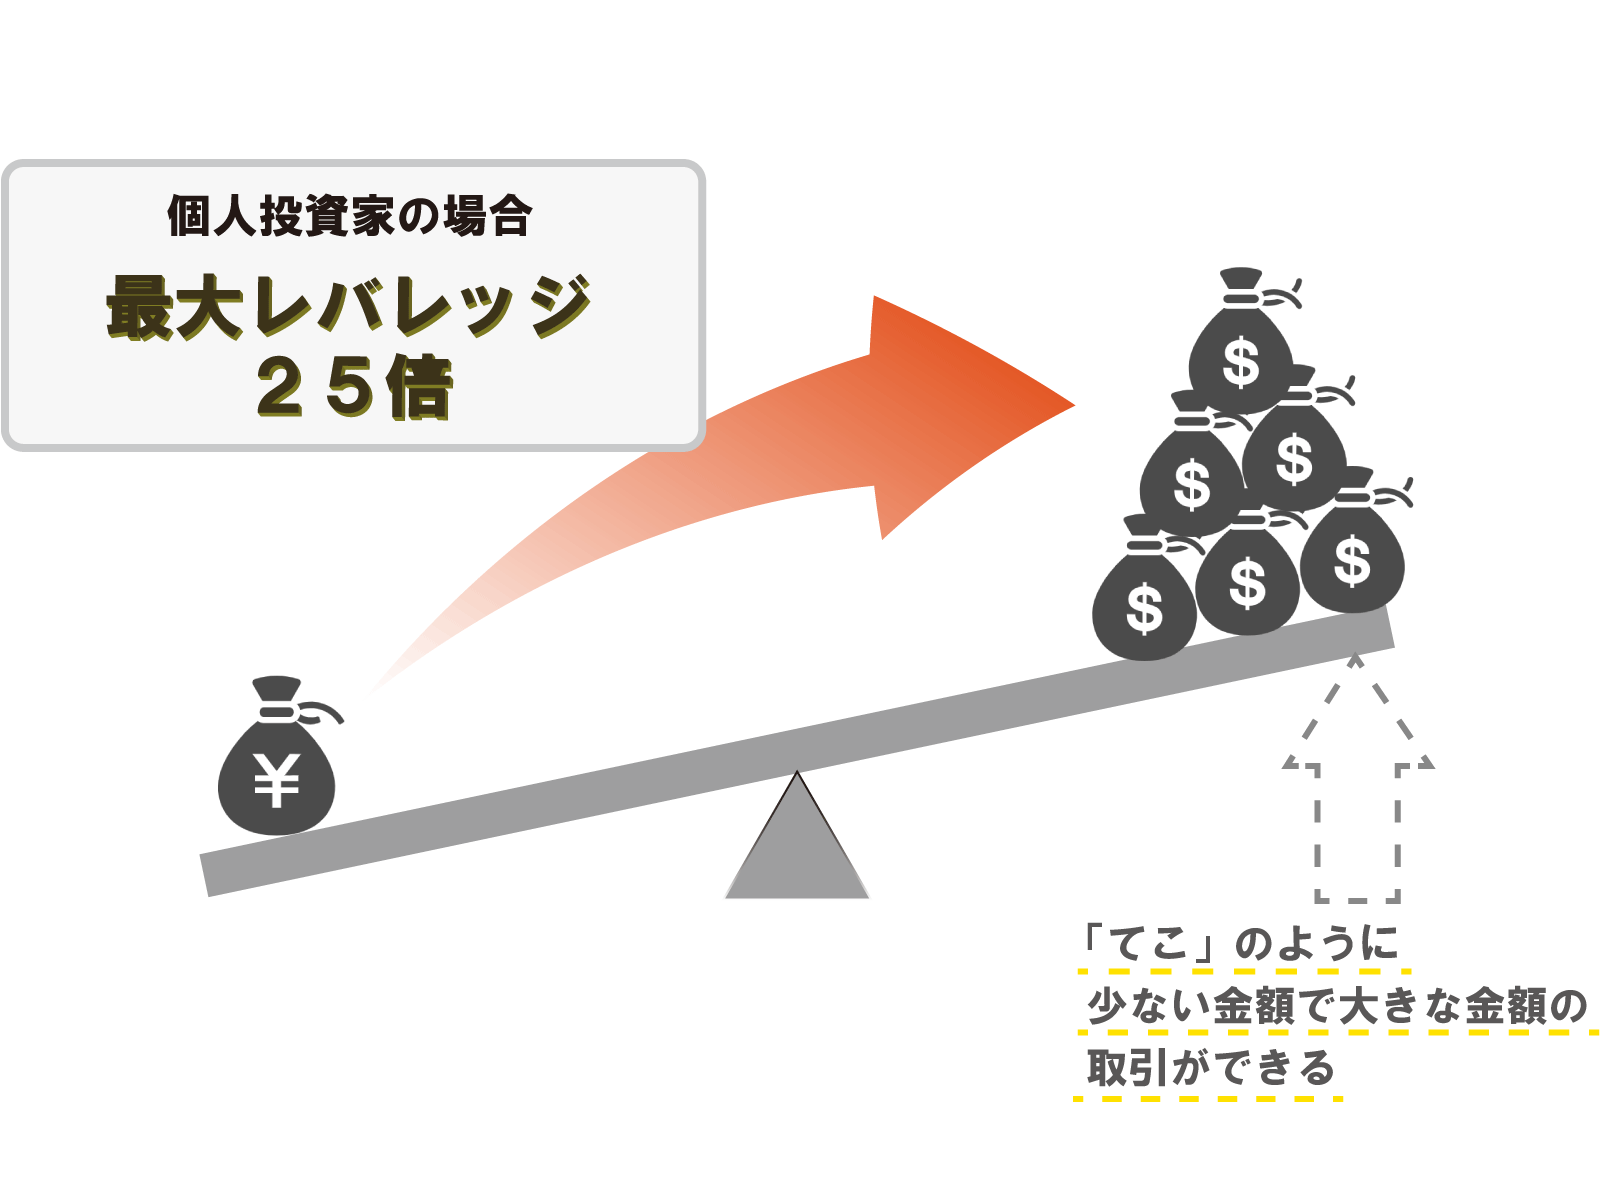 個人投資家の場合
最大レバレッジ
２５倍
$
$
$
$
$
$
¥
「てこ」のように
少ない金額で大きな金額の
取引ができる